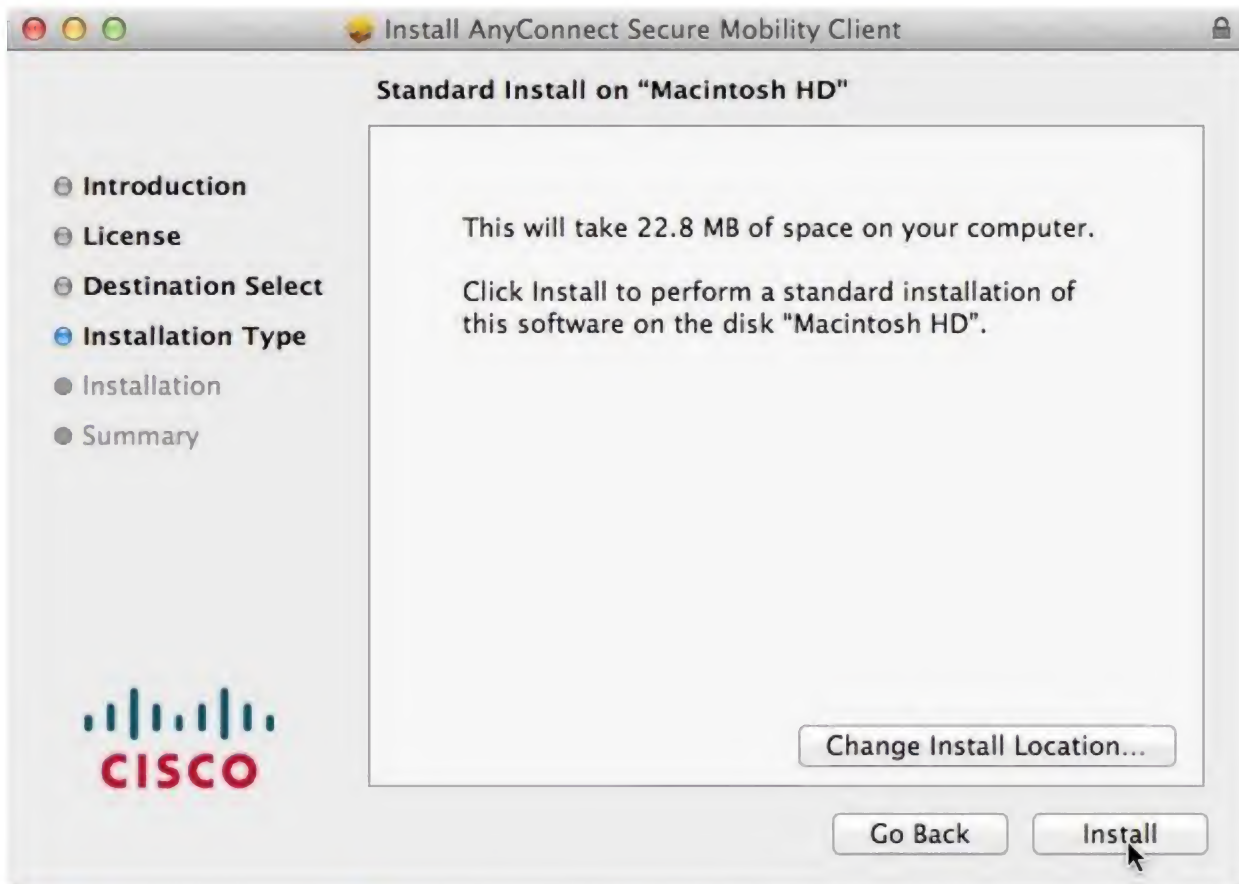 Install AnyConnect Secure Mobility Client
Standard Install on “Macintosh HD"
Introduction
License
Destination Select
Installation Type
Installation
Summary
This will take 22.8 MB of space on your computer.
Click Install to perform a standard installation of
this software on the disk "Macintosh HD".
CISCO
Change Install Location...
Go Back
Install